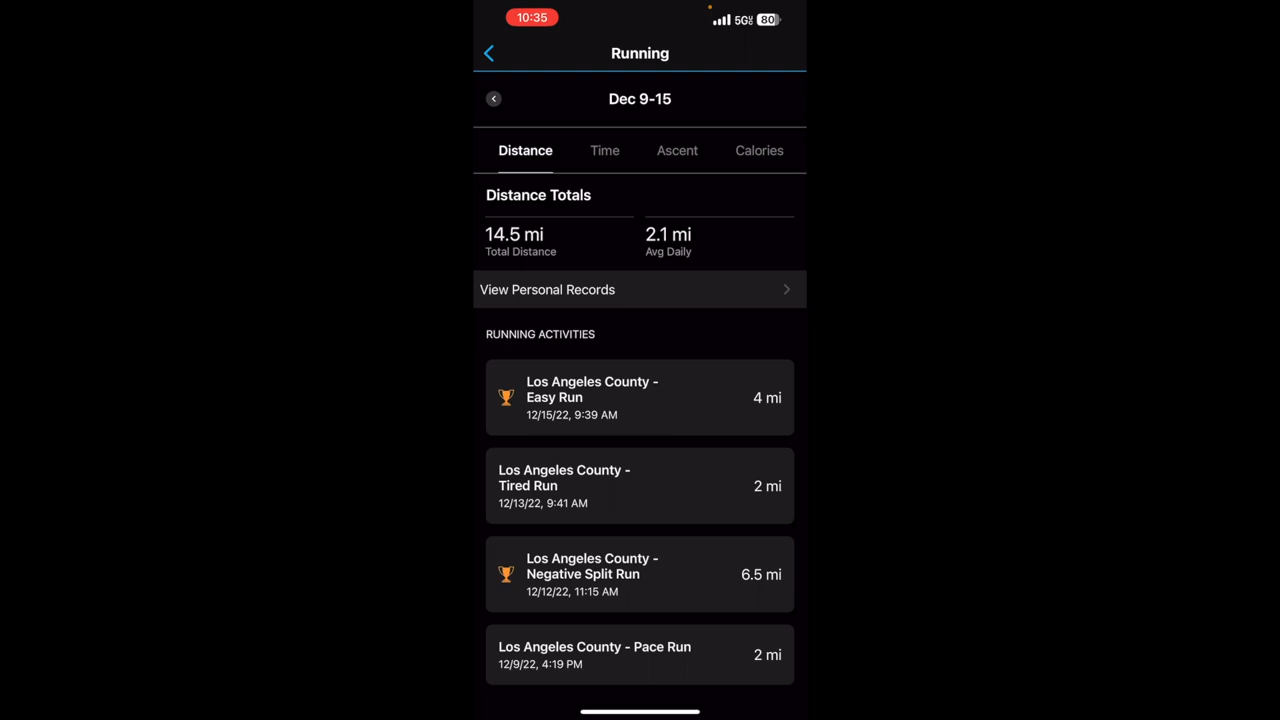 10:35
5G 80
Running
Dec 9-15
Distance Time Ascent Calories
Distance Totals
14.5 mi 2.1 mi
Total Distance Avg Daily
View Personal Records
RUNNING ACTIVITIES
Los Angeles County -
Easy Run
4 mi
12/15/22, 9:39 AM
Los Angeles County -
Tired Run
2 mi
12/13/22, 9:41 AM
Los Angeles County -
Negative Split Run
6.5 mi
12/12/22, 11:15 AM
Los Angeles County - Pace Run
2 mi
12/9/22, 4:19 PM